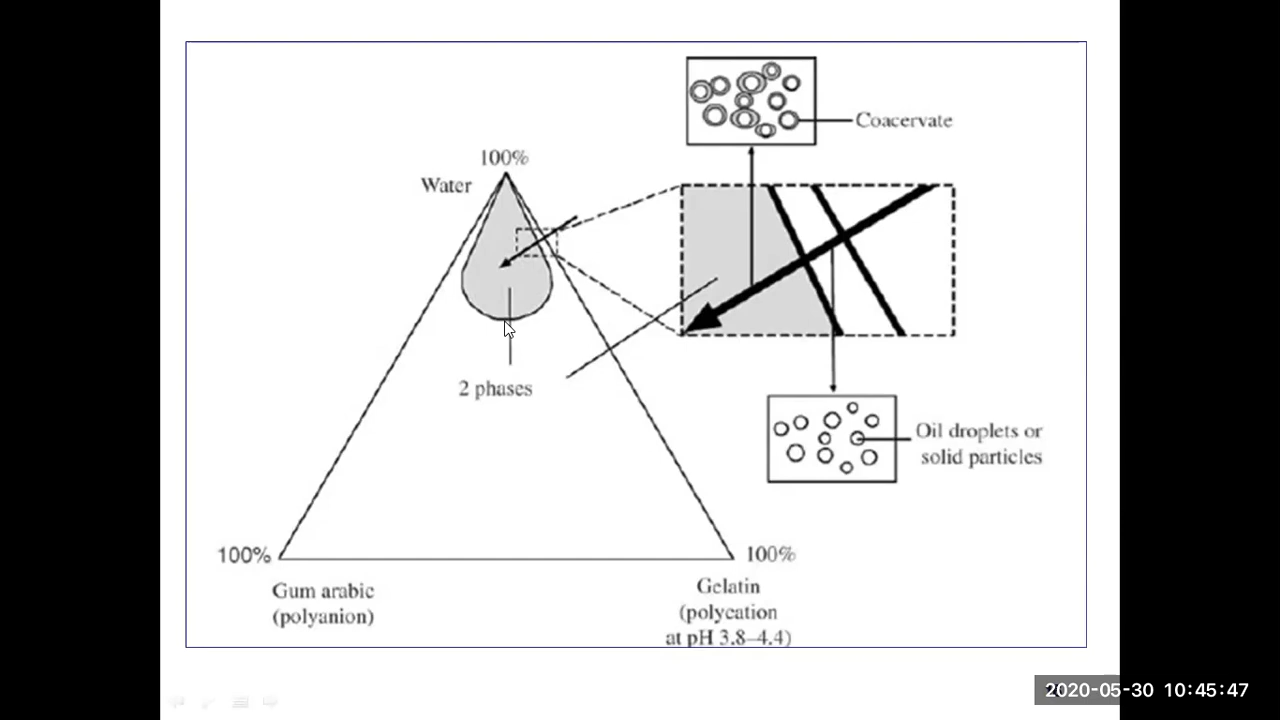 Coacervate
100%
Water
2 phases
Oil droplets or
solid particles
100%
100%
Gum arabic
(polyanion)
Gelatin
(polycation
at pH 3.8–4.4)
2020-05-30 10:45:47